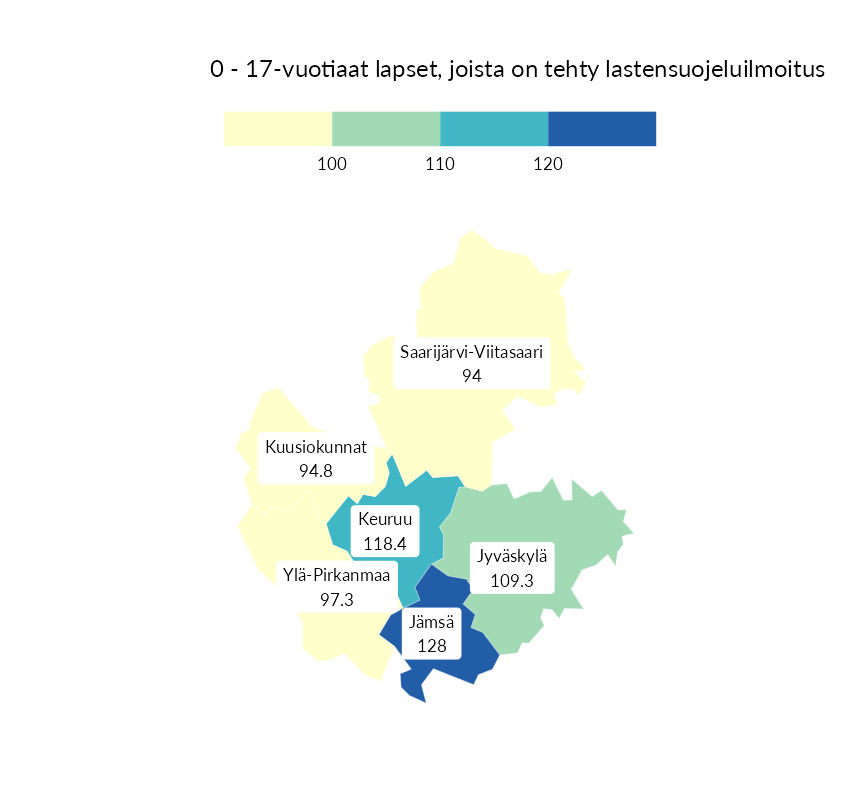 0 - 17-vuotiaat lapset, joista on tehty lastensuojeluilmoitus
100
110
120
Saarijärvi-Viitasaari
94
Kuusiokunnat
94.8
Keuruu
118.4
Jyväskylä
109.3
Ylä-Pirkanmaa
97.3
Jämsä
128